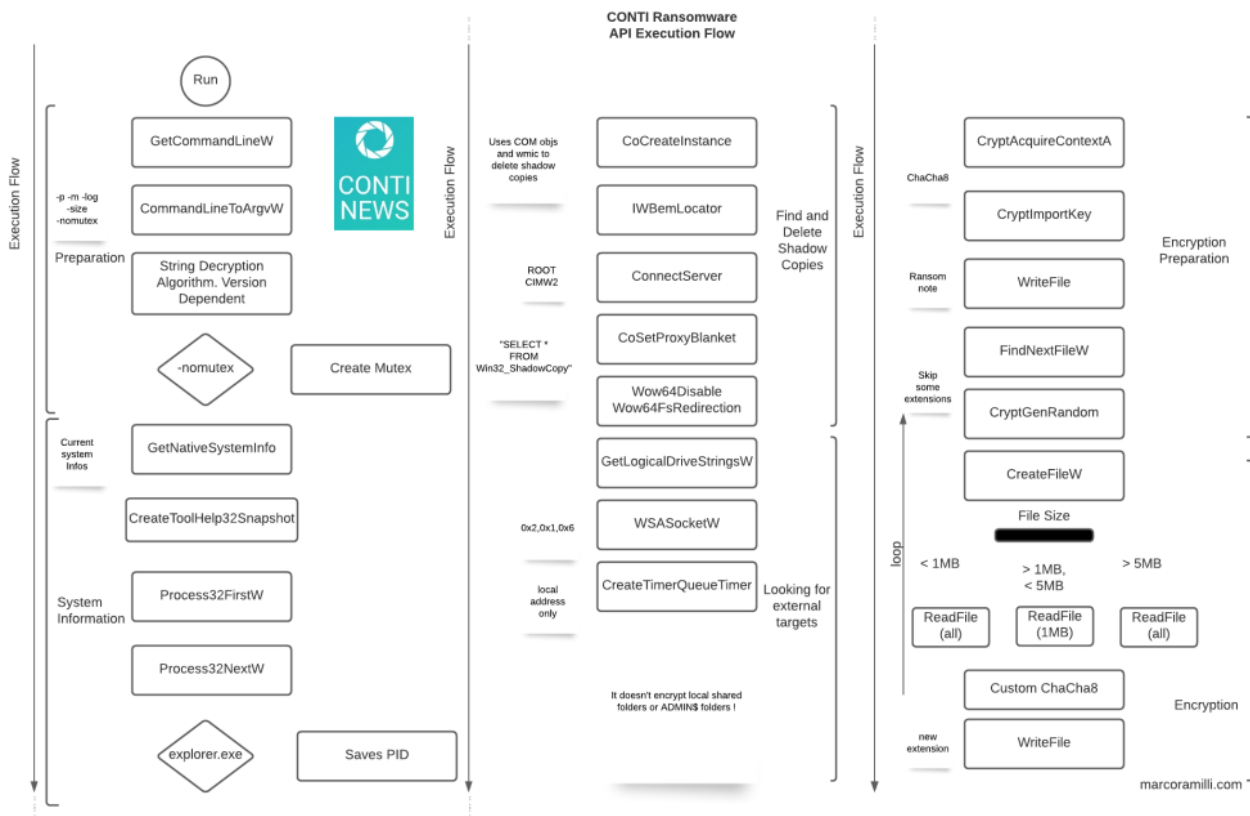 CONTI Ransomware
API Execution Flow
Execution Flow
Run
GetCommandLineW
-p -m -log
-size
-nomutex
CommandLineToArgvW
Preparation
String Decryption
Algorithm. Version
Dependent
-nomutex
Create Mutex
CONTI
NEWS
Current
system
Infos
GetNativeSystemInfo
CreateToolHelp32Snapshot
System
Information
Process32FirstW
Process32NextW
explorer.exe
Saves PID
Execution Flow
Uses COM objs
and wmic to
delete shadow
copies
CoCreateInstance
IWBemLocator
Find and
Delete
Shadow
Copies
ROOT
CIMW2
ConnectServer
"SELECT *
FROM
Win32_ShadowCopy"
CoSetProxyBlanket
Wow64Disable
Wow64FsRedirection
GetLogicalDriveStringsW
0x2,0x1,0x6
WSASocketW
local
address
only
CreateTimerQueueTimer
Looking for
external
targets
It doesn't encrypt local shared
folders or ADMIN$ folders !
Execution Flow
CryptAcquireContextA
ChaCha8
CryptImportKey
Encryption
Preparation
Ransom
note
WriteFile
FindNextFileW
Skip
some
extensions
CryptGenRandom
CreateFileW
File Size
loop
< 1MB
> 1MB,
< 5MB
> 5MB
ReadFile
(all)
ReadFile
(1MB)
ReadFile
(all)
Custom ChaCha8
Encryption
new
extension
WriteFile
marcoramilli.com